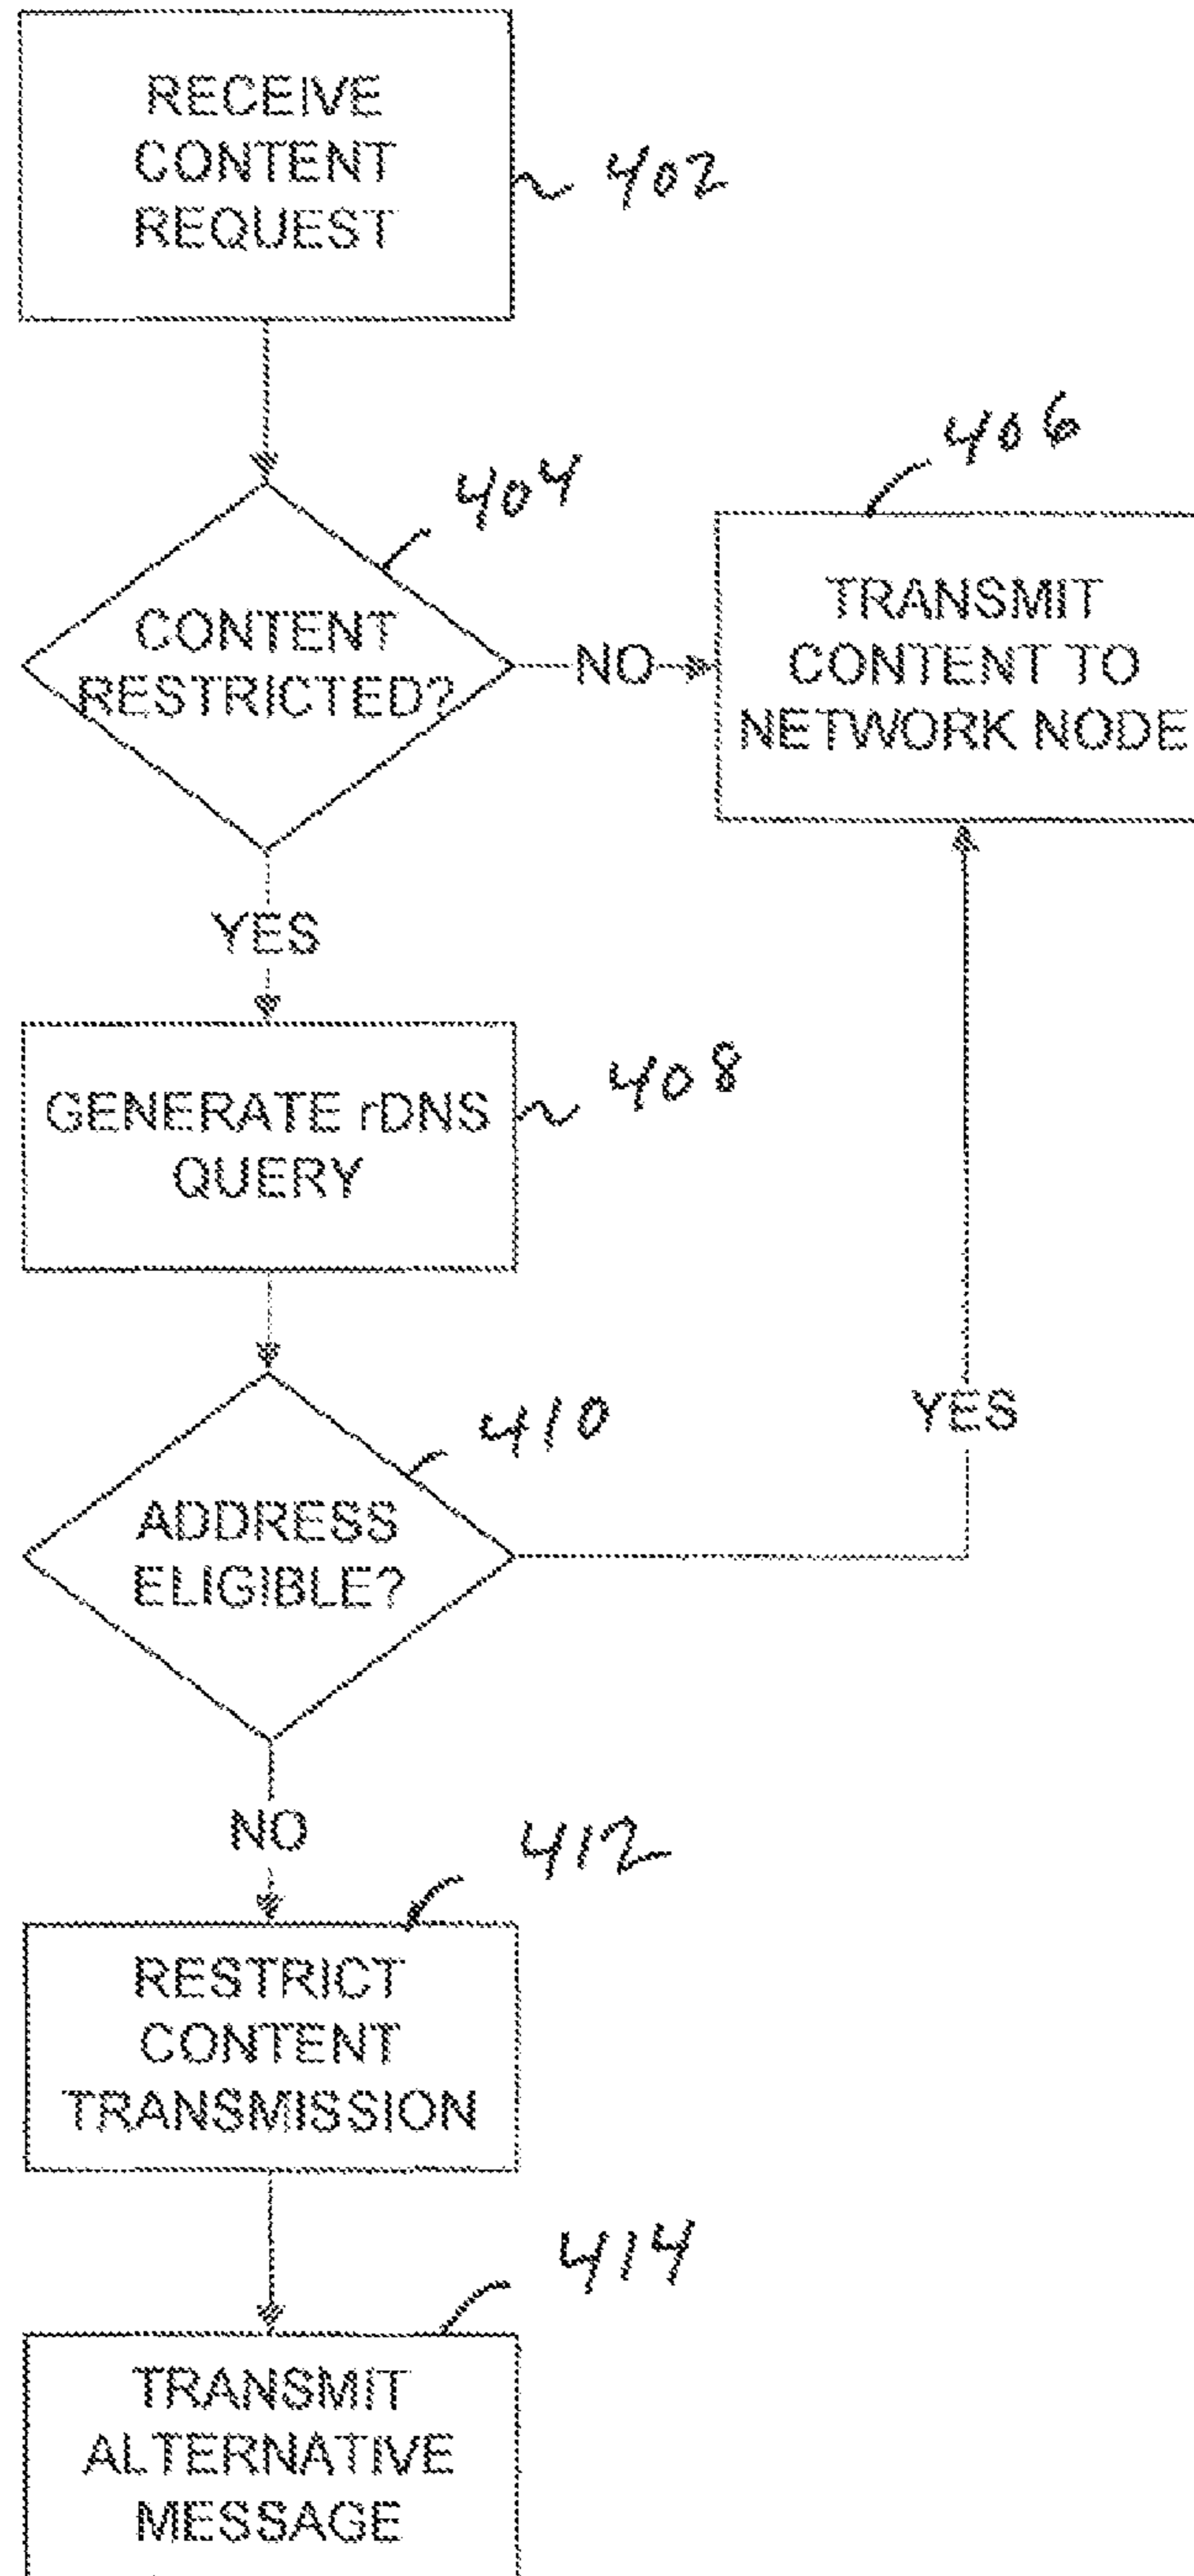 RECEIVE
CONTENT
REQUEST
402
404
406
CONTENT
RESTRICTED?
NO
TRANSMIT
CONTENT TO
NETWORK NODE
YES
GENERATE rDNS
QUERY
408
410
ADDRESS
ELIGIBLE?
YES
NO
412
RESTRICT
CONTENT
TRANSMISSION
414
TRANSMIT
ALTERNATIVE
MESSAGE